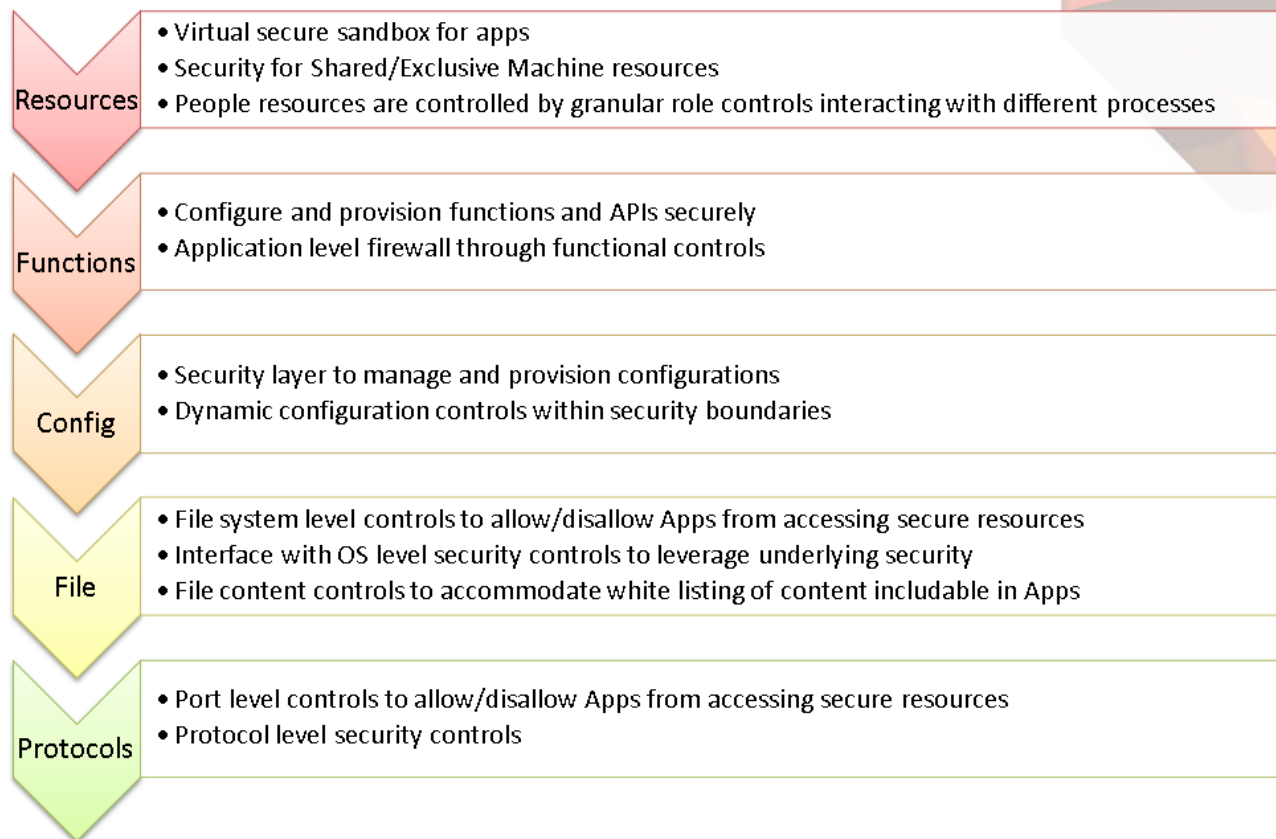 Resources
• Virtual secure sandbox for apps
• Security for Shared/Exclusive Machine resources
• People resources are controlled by granular role controls interacting with different processes
Functions
• Configure and provision functions and APIs securely
• Application level firewall through functional controls
Config
• Security layer to manage and provision configurations
• Dynamic configuration controls within security boundaries
File
• File system level controls to allow/disallow Apps from accessing secure resources
• Interface with OS level security controls to leverage underlying security
• File content controls to accommodate white listing of content includable in Apps
Protocols
• Port level controls to allow/disallow Apps from accessing secure resources
• Protocol level security controls